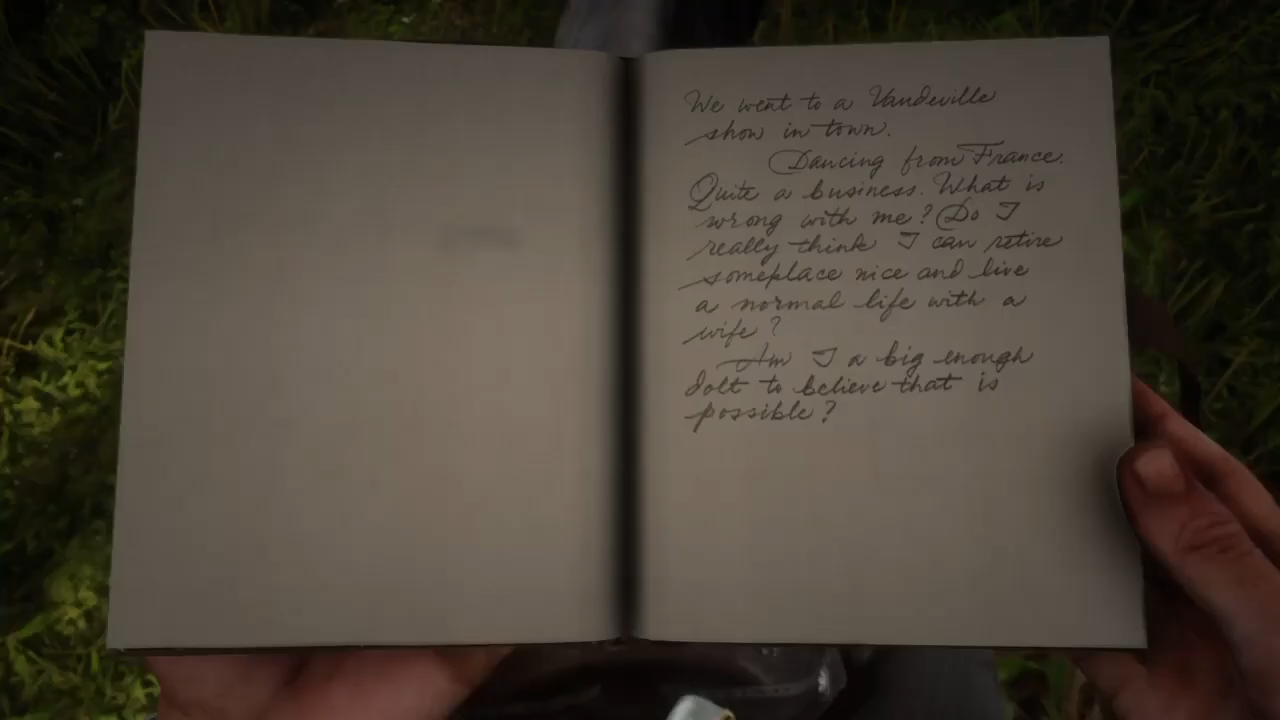 We went to a Vaudeville
show in town.
Dancing from France.
Quite a business. What is
wrong with me? Do I
really think I can retire
someplace nice and live
a normal life with a
wife?
Am I a big enough
dolt to believe that is
possible?